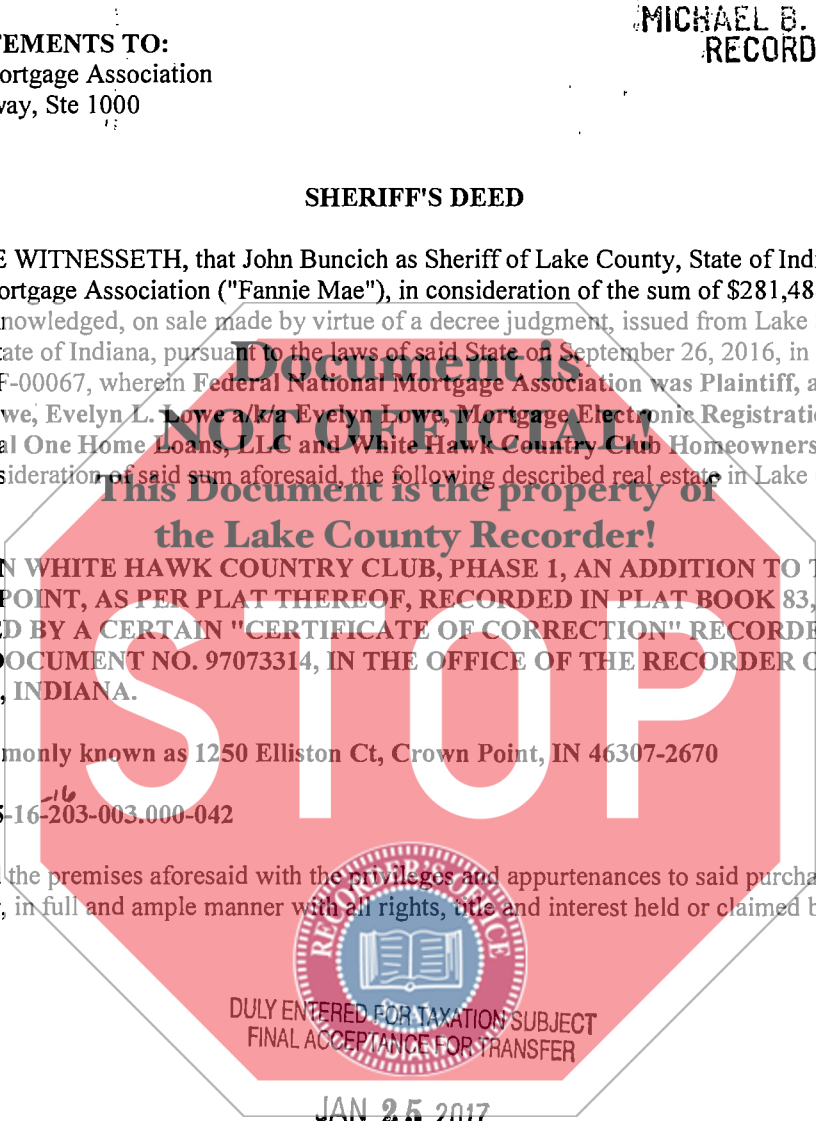 MICHAEL B.
RECORD
TEMENTS TO:
ortgage Association
way, Ste 1000
SHERIFF'S DEED
E WITNESSETH, that John Buncich as Sheriff of Lake County, State of Indi
ortgage Association ("Fannie Mae"), in consideration of the sum of $281,48
nowledged, on sale made by virtue of a decree judgment, issued from Lake
ate of Indiana, pursuant to the laws of said State on September 26, 2016, in
F-00067, wherein Federal National Mortgage Association was Plaintiff, a
we, Evelyn L. Lowe a/k/a Evelyn Lowe, Mortgage Electronic Registratio
al One Home Loans, LLC and White Hawk Country Club Homeowners
sideration of said sum aforesaid, the following described real estate in Lake
Document is
NOT OFFICIAL!
This Document is the property of
the Lake County Recorder!
N WHITE HAWK COUNTRY CLUB, PHASE 1, AN ADDITION TO T
POINT, AS PER PLAT THEREOF, RECORDED IN PLAT BOOK 83,
D BY A CERTAIN "CERTIFICATE OF CORRECTION" RECORDE
DOCUMENT NO. 97073314, IN THE OFFICE OF THE RECORDER O
, INDIANA.
STOP
monly known as 1250 Elliston Ct, Crown Point, IN 46307-2670
-16
-16-203-003.000-042
the premises aforesaid with the privileges and appurtenances to said purcha
, in full and ample manner with all rights, title and interest held or claimed b
RECORDER'S OFFICE
SEAL
INDIANA
DULY ENTERED FOR TAXATION SUBJECT
FINAL ACCEPTANCE FOR TRANSFER
JAN 25 2017